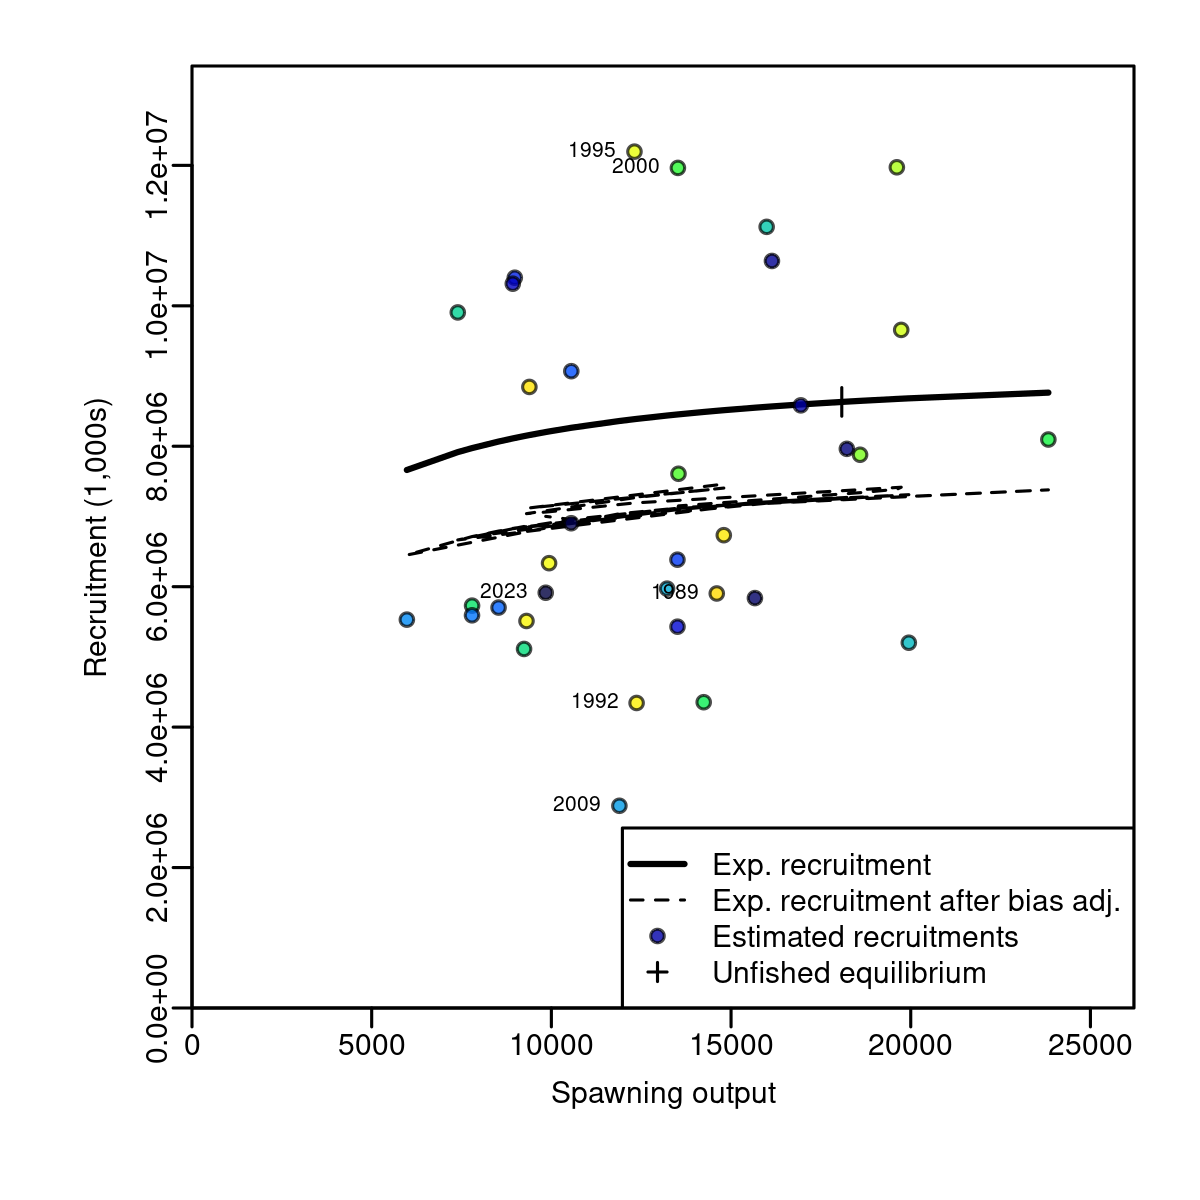 1995
2000
2023
1989
1992
2009
Recruitment (1,000s)
1.2e+07
1.0e+07
8.0e+06
6.0e+06
4.0e+06
2.0e+06
0.0e+00
Exp. recruitment
Exp. recruitment after bias adj.
Estimated recruitments
Unfished equilibrium
0 5000 10000 15000 20000 25000
Spawning output